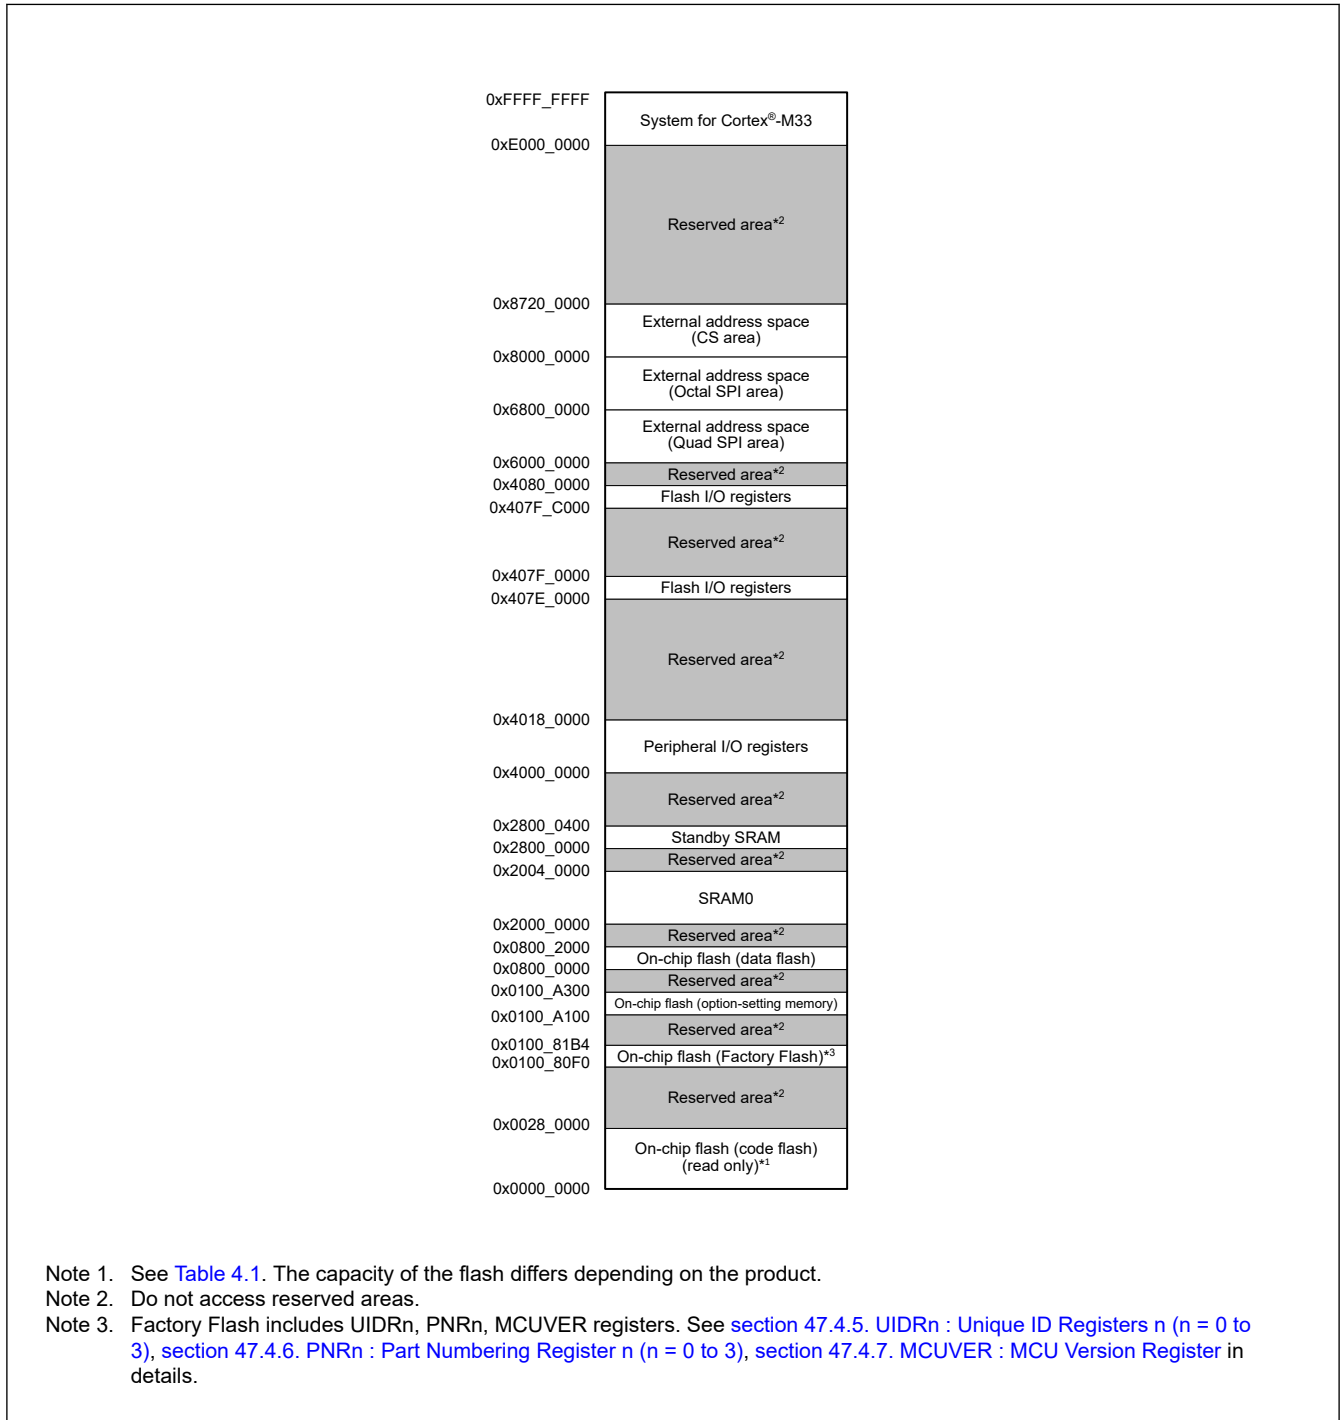 0xFFFF_FFFF
System for Cortex®-M33
0xE000_0000
Reserved area*2
0x8720_0000
External address space
(CS area)
0x8000_0000
External address space
(Octal SPI area)
0x6800_0000
External address space
(Quad SPI area)
0x6000_0000
Reserved area*2
0x4080_0000
Flash I/O registers
0x407F_C000
Reserved area*2
0x407F_0000
Flash I/O registers
0x407E_0000
Reserved area*2
0x4018_0000
Peripheral I/O registers
0x4000_0000
Reserved area*2
0x2800_0400
Standby SRAM
0x2800_0000
Reserved area*2
0x2004_0000
SRAM0
0x2000_0000
Reserved area*2
0x0800_2000
On-chip flash (data flash)
0x0800_0000
Reserved area*2
0x0100_A300
On-chip flash (option-setting memory)
0x0100_A100
Reserved area*2
0x0100_81B4
On-chip flash (Factory Flash)*3
0x0100_80F0
Reserved area*2
0x0028_0000
On-chip flash (code flash)
(read only)*1
0x0000_0000
Note 1. See Table 4.1. The capacity of the flash differs depending on the product.
Note 2. Do not access reserved areas.
Note 3. Factory Flash includes UIDRn, PNRn, MCUVER registers. See section 47.4.5. UIDRn : Unique ID Registers n (n = 0 to
3), section 47.4.6. PNRn : Part Numbering Register n (n = 0 to 3), section 47.4.7. MCUVER : MCU Version Register in
details.